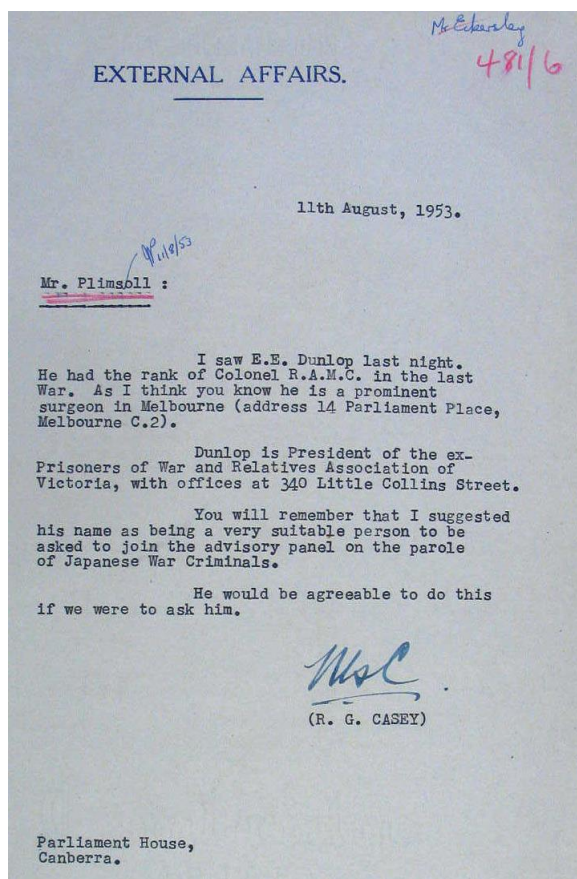 Mr Eckersley
481/6
EXTERNAL AFFAIRS.
11th August, 1953.
11/8/53
Mr. Plimsoll :
I saw E.E. Dunlop last night.
He had the rank of Colonel R.A.M.C. in the last
War. As I think you know he is a prominent
surgeon in Melbourne (address 14 Parliament Place,
Melbourne C.2).
Dunlop is President of the ex-
Prisoners of War and Relatives Association of
Victoria, with offices at 340 Little Collins Street.
You will remember that I suggested
his name as being a very suitable person to be
asked to join the advisory panel on the parole
of Japanese War Criminals.
He would be agreeable to do this
if we were to ask him.
(R. G. CASEY)
Parliament House,
Canberra.